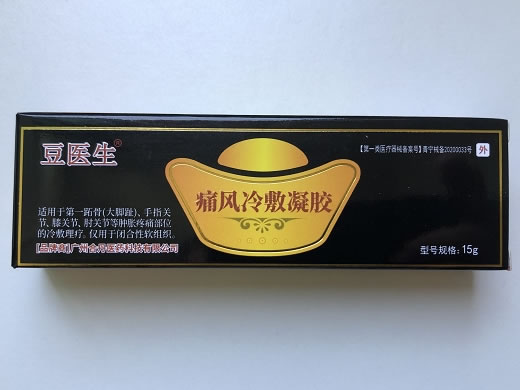 豆医生®
【第一类医疗器械备案号】青宁械备20200033号
外
痛风冷敷凝胶
适用于第一跖骨(大脚趾)、手指关
节、膝关节、肘关节等肿胀疼痛部位
的冷敷理疗。仅用于闭合性软组织。
[品牌商]广州合丹医药科技有限公司
型号规格: 15g